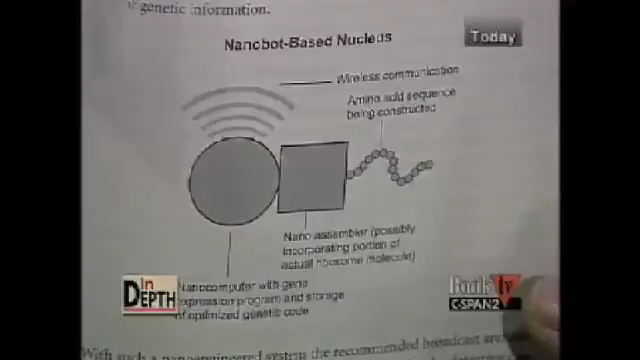 genetic information.
Nanobot-Based Nucleus
Today
Wireless communication
Amino acid sequence
being constructed
Nano assembler (possibly
incorporating portion of
actual ribosome molecule)
Nanocomputer with gene
expression program and storage
of optimized genetic code
In
DEPTH
Book tv
C-SPAN2
With such a nanoengineered system the recommended broadcast